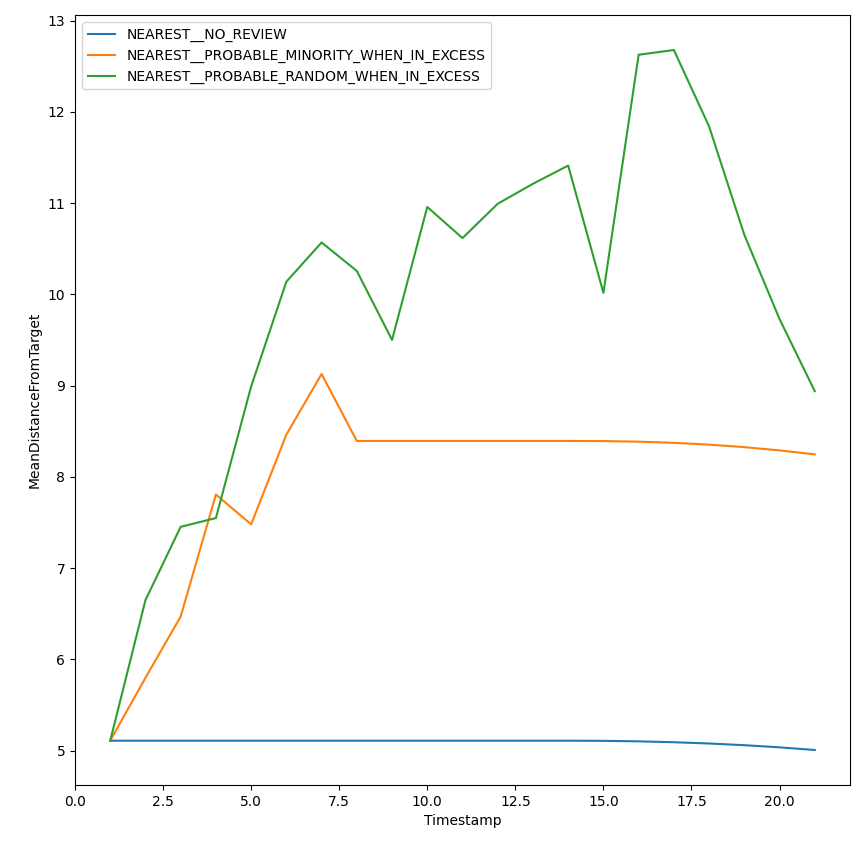 NEAREST__NO_REVIEW
NEAREST__PROBABLE_MINORITY_WHEN_IN_EXCESS
NEAREST__PROBABLE_RANDOM_WHEN_IN_EXCESS
13
12
11
10
9
8
7
6
5
MeanDistanceFromTarget
0.0 2.5 5.0 7.5 10.0 12.5 15.0 17.5 20.0
Timestamp